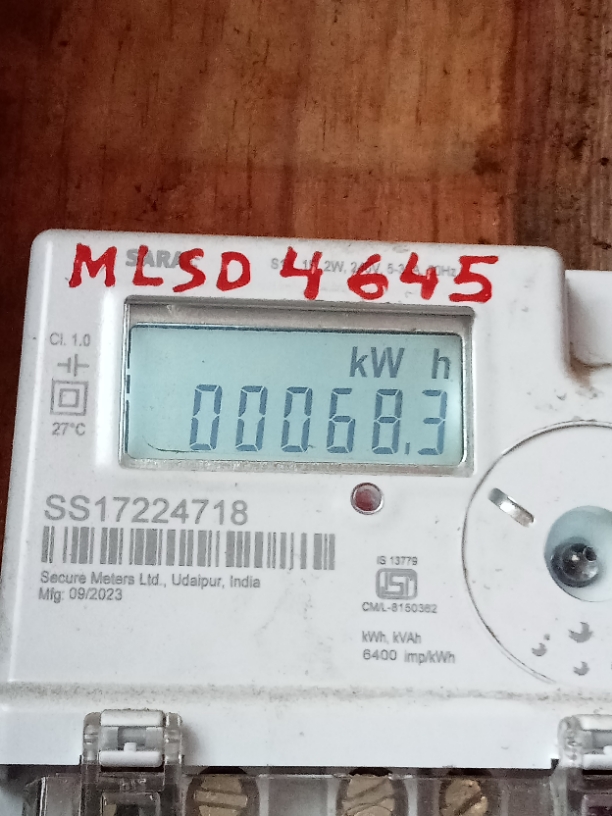 MLSD 4645
Cl. 1.0
27°C
kW h
00068.3
SS17224718
Secure Meters Ltd., Udaipur, India
Mfg: 09/2023
IS 13779
CM/L-8150362
kWh, kVAh
6400 imp/kWh